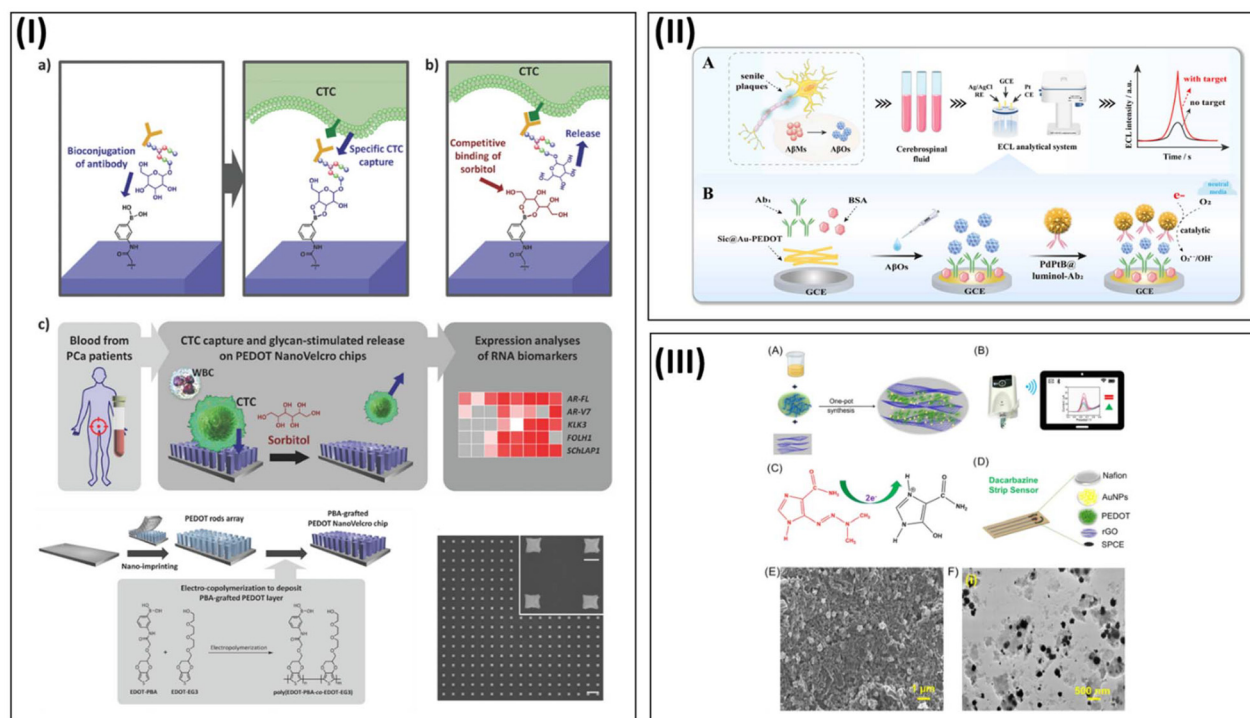 (I)
a)
CTC
Bioconjugation
of antibody
Specific CTC
capture
b)
CTC
Competitive
binding of
sorbitol
Release
c)
Blood from
PCa patients
CTC capture and glycan-stimulated release
on PEDOT NanoVelcro chips
WBC
CTC
Sorbitol
Expression analyses
of RNA biomarkers
AR-FL
AR-V7
KLK3
FOLH1
SChLAP1
Nano-imprinting
PEDOT rods array
PBA-grafted
PEDOT NanoVelcro chip
Electro-copolymerization to deposit
PBA-grafted PEDOT layer
EDOT-PBA
+
EDOT-EG3
Electropolymerization
poly(EDOT-PBA-co-EDOT-EG3)
(II)
A
senile
plaques
AβMs
AβOs
Cerebrospinal
fluid
Ag/AgCl
RE
GCE
Pt
CE
ECL analytical system
ECL intensity / a.u.
with target
no target
Time / s
B
Ab₁
BSA
Sic@Au-PEDOT
GCE
AβOs
GCE
PdPtB@
luminol-Ab₂
e-
neutral
media
O₂
catalytic
O₂•⁻/OH•
GCE
(III)
(A)
+
+
One-pot
synthesis
(B)
(C)
2e-
(D)
Dacarbazine
Strip Sensor
Nafion
AuNPs
PEDOT
rGO
SPCE
(E)
1 μm
(F)
500 nm